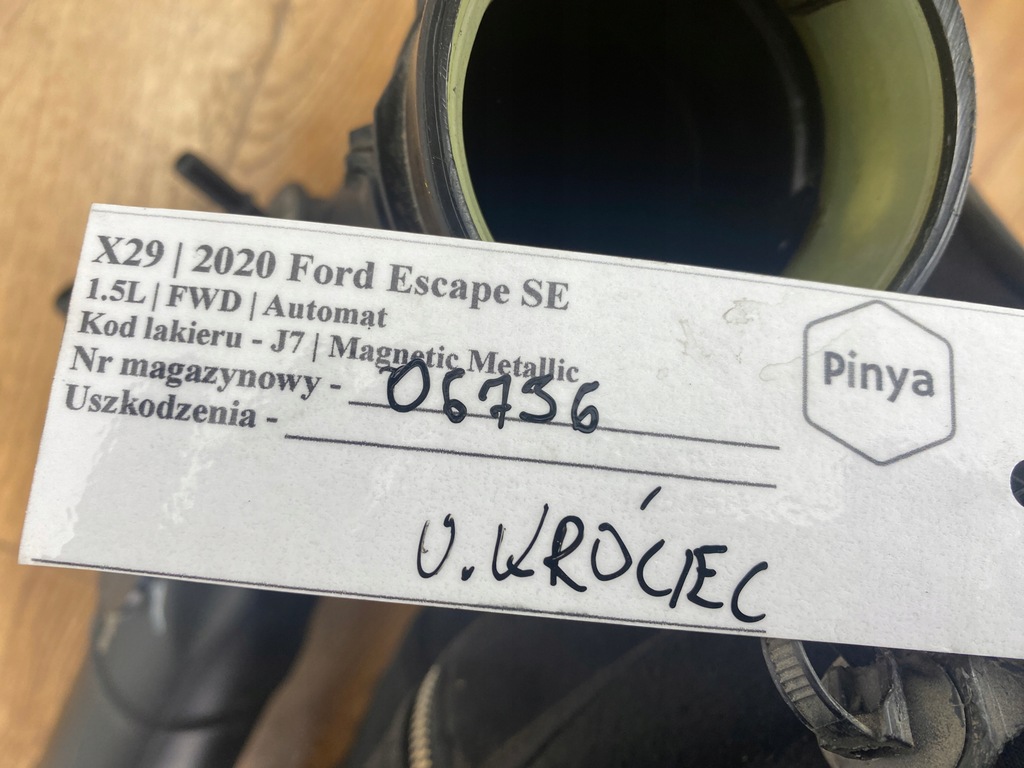 X29 | 2020 Ford Escape SE
1.5L | FWD | Automat
Kod lakieru - J7 | Magnetic Metallic
Nr magazynowy - 06736
Uszkodzenia -
U. KRÓCIEC
Pinya